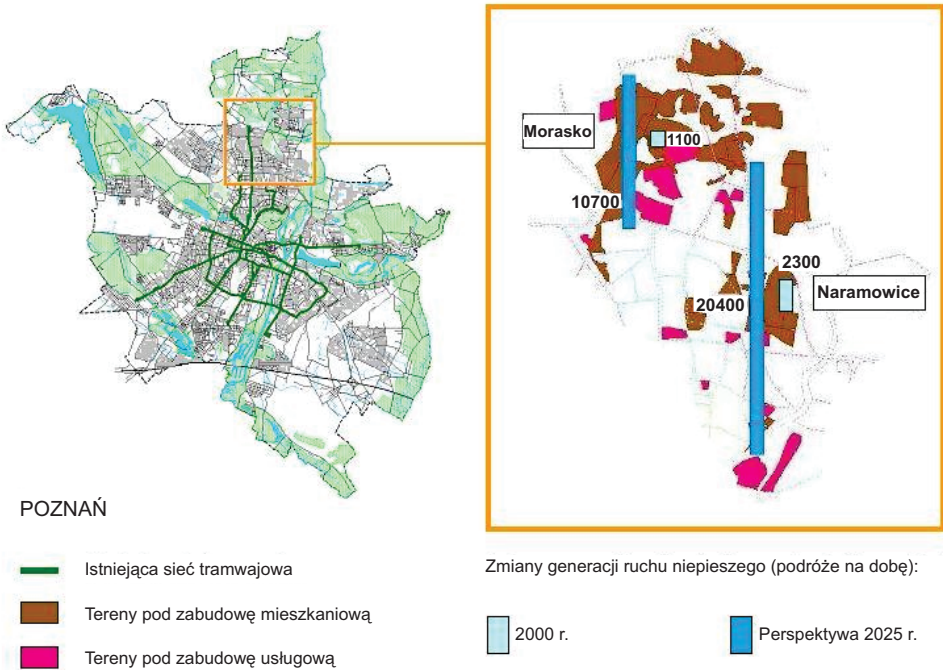 Morasko
1100
10700
2300
Naramowice
20400
POZNAŃ
Istniejąca sieć tramwajowa
Tereny pod zabudowę mieszkaniową
Tereny pod zabudowę usługową
Zmiany generacji ruchu niepieszego (podróże na dobę):
2000 r.
Perspektywa 2025 r.